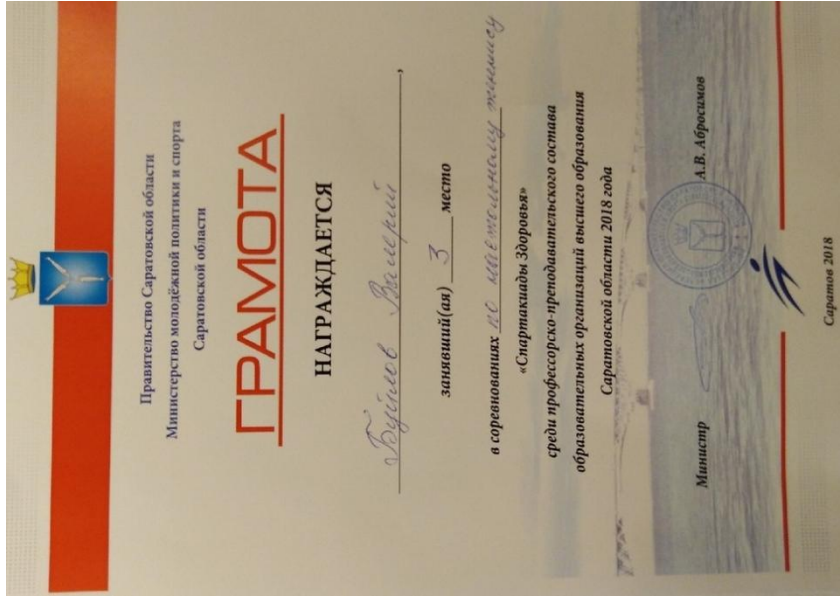 Правительство Саратовской области
Министерство молодёжной политики и спорта
Саратовской области
ГРАМОТА
НАГРАЖДАЕТСЯ
Буйлов Валерий,
занявший(ая) 3 место
в соревнованиях по настольному теннису
«Спартакиады Здоровья»
среди профессорско-преподавательского состава
образовательных организаций высшего образования
Саратовской области 2018 года
Министр А.В. Абросимов
Саратов 2018